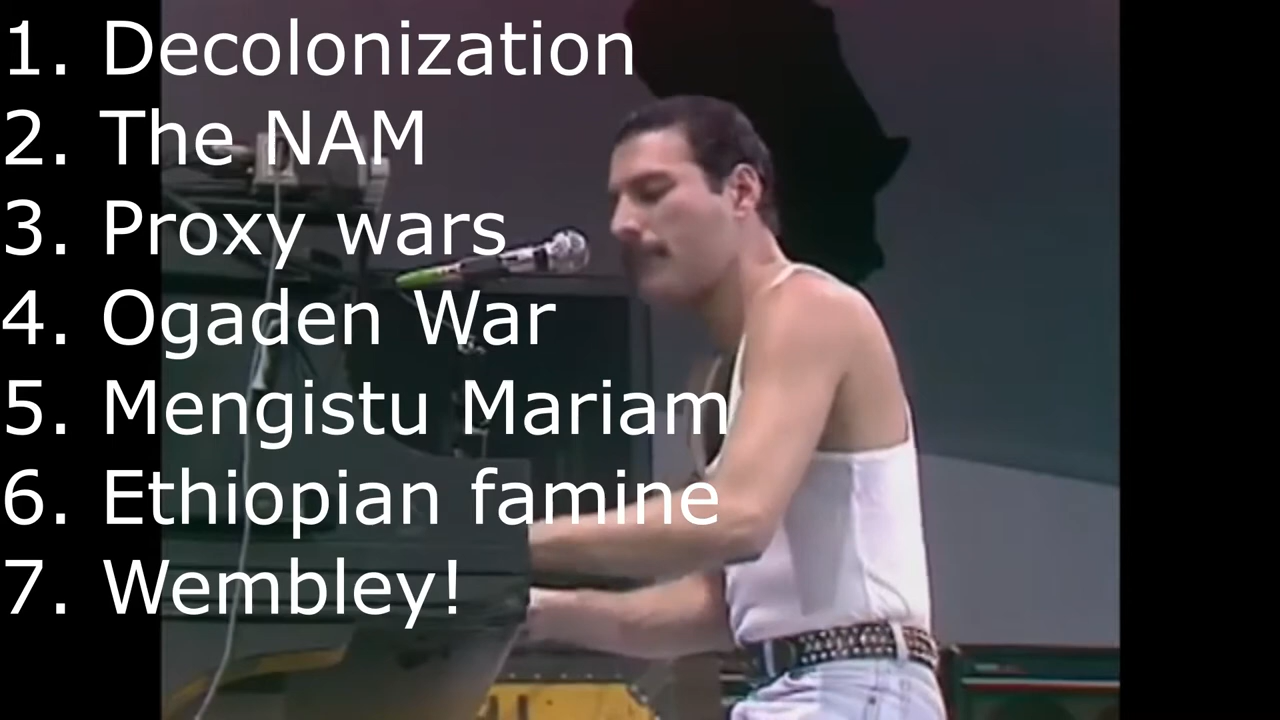 1. Decolonization
2. The NAM
3. Proxy wars
4. Ogaden War
5. Mengistu Mariam
6. Ethiopian famine
7. Wembley!